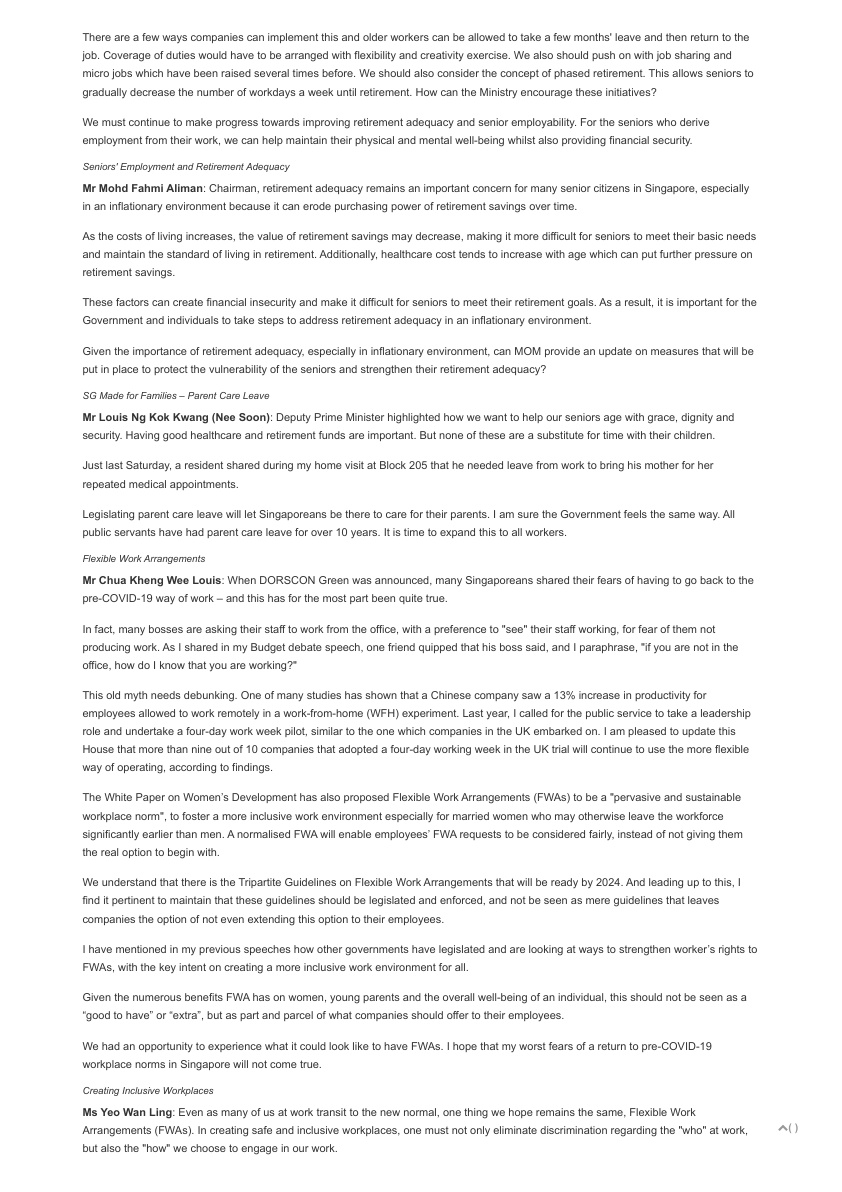 There are a few ways companies can implement this and older workers can be allowed to take a few months' leave and then return to the
job. Coverage of duties would have to be arranged with flexibility and creativity exercise. We also should push on with job sharing and
micro jobs which have been raised several times before. We should also consider the concept of phased retirement. This allows seniors to
gradually decrease the number of workdays a week until retirement. How can the Ministry encourage these initiatives?
We must continue to make progress towards improving retirement adequacy and senior employability. For the seniors who derive
employment from their work, we can help maintain their physical and mental well-being whilst also providing financial security.
Seniors' Employment and Retirement Adequacy
Mr Mohd Fahmi Aliman: Chairman, retirement adequacy remains an important concern for many senior citizens in Singapore, especially
in an inflationary environment because it can erode purchasing power of retirement savings over time.
As the costs of living increases, the value of retirement savings may decrease, making it more difficult for seniors to meet their basic needs
and maintain the standard of living in retirement. Additionally, healthcare cost tends to increase with age which can put further pressure on
retirement savings.
These factors can create financial insecurity and make it difficult for seniors to meet their retirement goals. As a result, it is important for the
Government and individuals to take steps to address retirement adequacy in an inflationary environment.
Given the importance of retirement adequacy, especially in inflationary environment, can MOM provide an update on measures that will be
put in place to protect the vulnerability of the seniors and strengthen their retirement adequacy?
SG Made for Families – Parent Care Leave
Mr Louis Ng Kok Kwang (Nee Soon): Deputy Prime Minister highlighted how we want to help our seniors age with grace, dignity and
security. Having good healthcare and retirement funds are important. But none of these are a substitute for time with their children.
Just last Saturday, a resident shared during my home visit at Block 205 that he needed leave from work to bring his mother for her
repeated medical appointments.
Legislating parent care leave will let Singaporeans be there to care for their parents. I am sure the Government feels the same way. All
public servants have had parent care leave for over 10 years. It is time to expand this to all workers.
Flexible Work Arrangements
Mr Chua Kheng Wee Louis: When DORSCON Green was announced, many Singaporeans shared their fears of having to go back to the
pre-COVID-19 way of work – and this has for the most part been quite true.
In fact, many bosses are asking their staff to work from the office, with a preference to "see" their staff working, for fear of them not
producing work. As I shared in my Budget debate speech, one friend quipped that his boss said, and I paraphrase, "if you are not in the
office, how do I know that you are working?"
This old myth needs debunking. One of many studies has shown that a Chinese company saw a 13% increase in productivity for
employees allowed to work remotely in a work-from-home (WFH) experiment. Last year, I called for the public service to take a leadership
role and undertake a four-day work week pilot, similar to the one which companies in the UK embarked on. I am pleased to update this
House that more than nine out of 10 companies that adopted a four-day working week in the UK trial will continue to use the more flexible
way of operating, according to findings.
The White Paper on Women's Development has also proposed Flexible Work Arrangements (FWAs) to be a "pervasive and sustainable
workplace norm", to foster a more inclusive work environment especially for married women who may otherwise leave the workforce
significantly earlier than men. A normalised FWA will enable employees' FWA requests to be considered fairly, instead of not giving them
the real option to begin with.
We understand that there is the Tripartite Guidelines on Flexible Work Arrangements that will be ready by 2024. And leading up to this, I
find it pertinent to maintain that these guidelines should be legislated and enforced, and not be seen as mere guidelines that leaves
companies the option of not even extending this option to their employees.
I have mentioned in my previous speeches how other governments have legislated and are looking at ways to strengthen worker's rights to
FWAs, with the key intent on creating a more inclusive work environment for all.
Given the numerous benefits FWA has on women, young parents and the overall well-being of an individual, this should not be seen as a
“good to have” or “extra”, but as part and parcel of what companies should offer to their employees.
We had an opportunity to experience what it could look like to have FWAs. I hope that my worst fears of a return to pre-COVID-19
workplace norms in Singapore will not come true.
Creating Inclusive Workplaces
Ms Yeo Wan Ling: Even as many of us at work transit to the new normal, one thing we hope remains the same, Flexible Work
Arrangements (FWAs). In creating safe and inclusive workplaces, one must not only eliminate discrimination regarding the "who" at work,
but also the "how" we choose to engage in our work.
( )